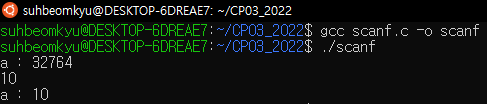 suhbeomkyu@DESKTOP-6DREAE7: ~/CP03_2022
suhbeomkyu@DESKTOP-6DREAE7:~/CP03_2022$ gcc scanf.c -o scanf
suhbeomkyu@DESKTOP-6DREAE7:~/CP03_2022$ ./scanf
a : 32764
10
a : 10